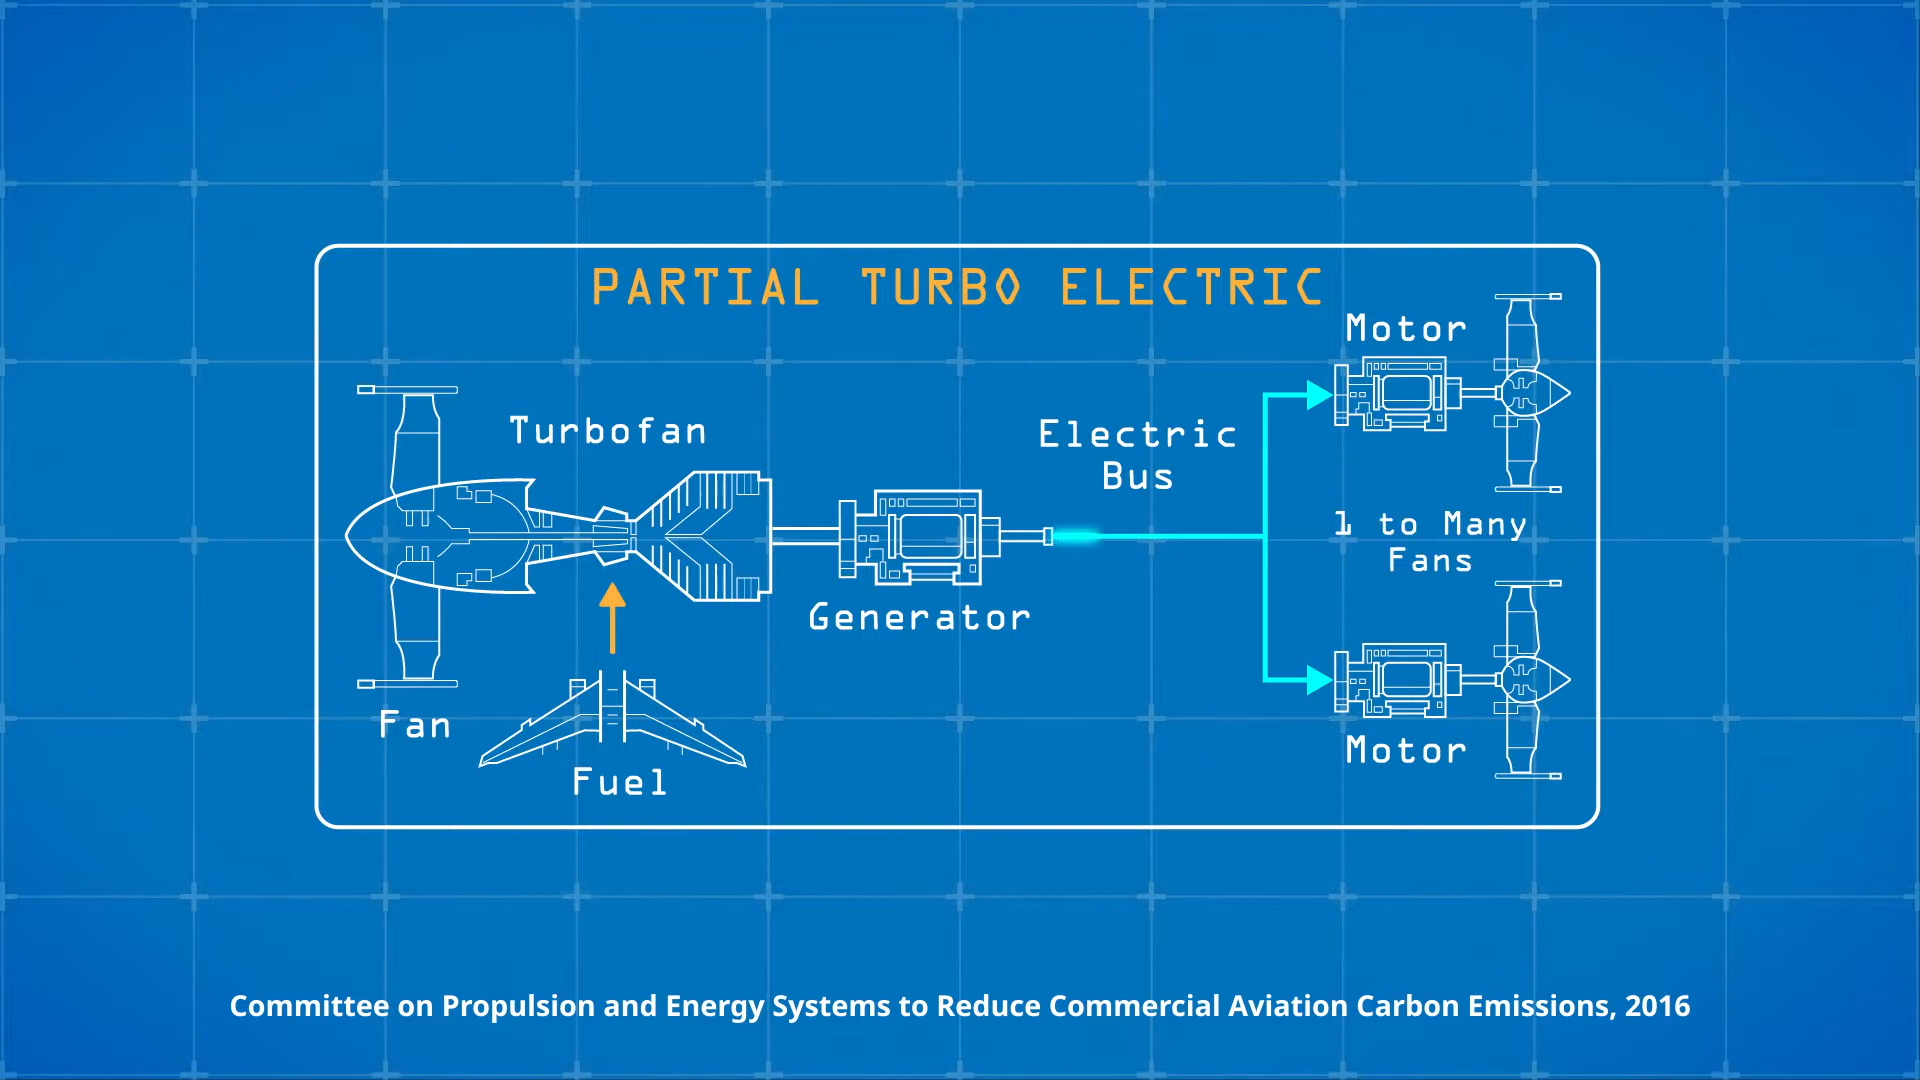 PARTIAL TURBO ELECTRIC
Motor
Turbofan
Electric
Bus
1 to Many
Fans
Generator
Fan
Motor
Fuel
Committee on Propulsion and Energy Systems to Reduce Commercial Aviation Carbon Emissions, 2016